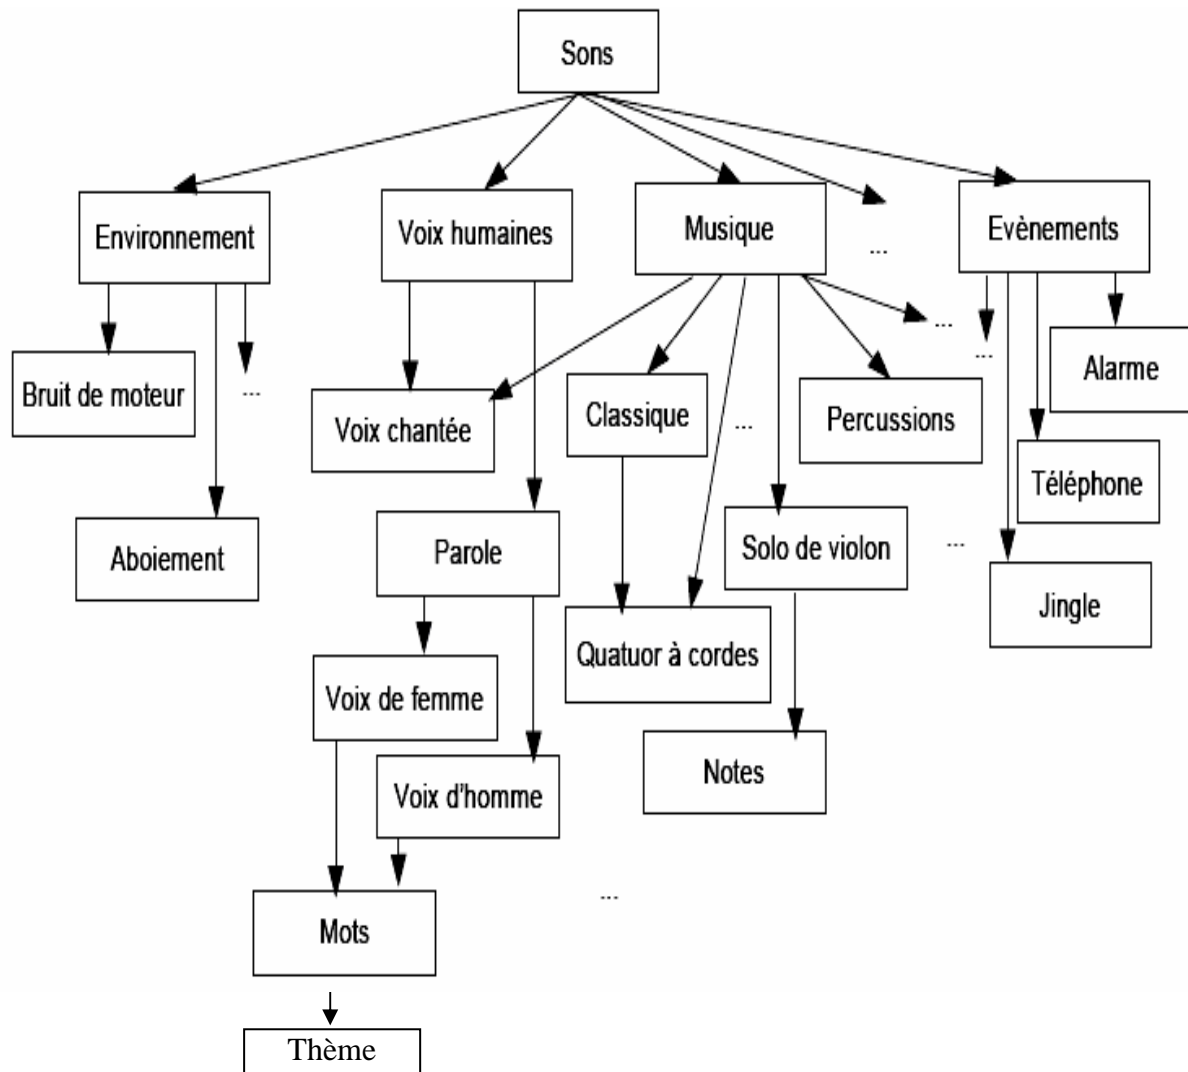 Sons
Environnement
Voix humaines
Musique
...
Evènements
Bruit de moteur
...
Voix chantée
Classique
...
Percussions
...
...
Alarme
Téléphone
Aboiement
Parole
Solo de violon
...
Jingle
Quatuor à cordes
Voix de femme
Notes
Voix d'homme
Mots
...
Thème